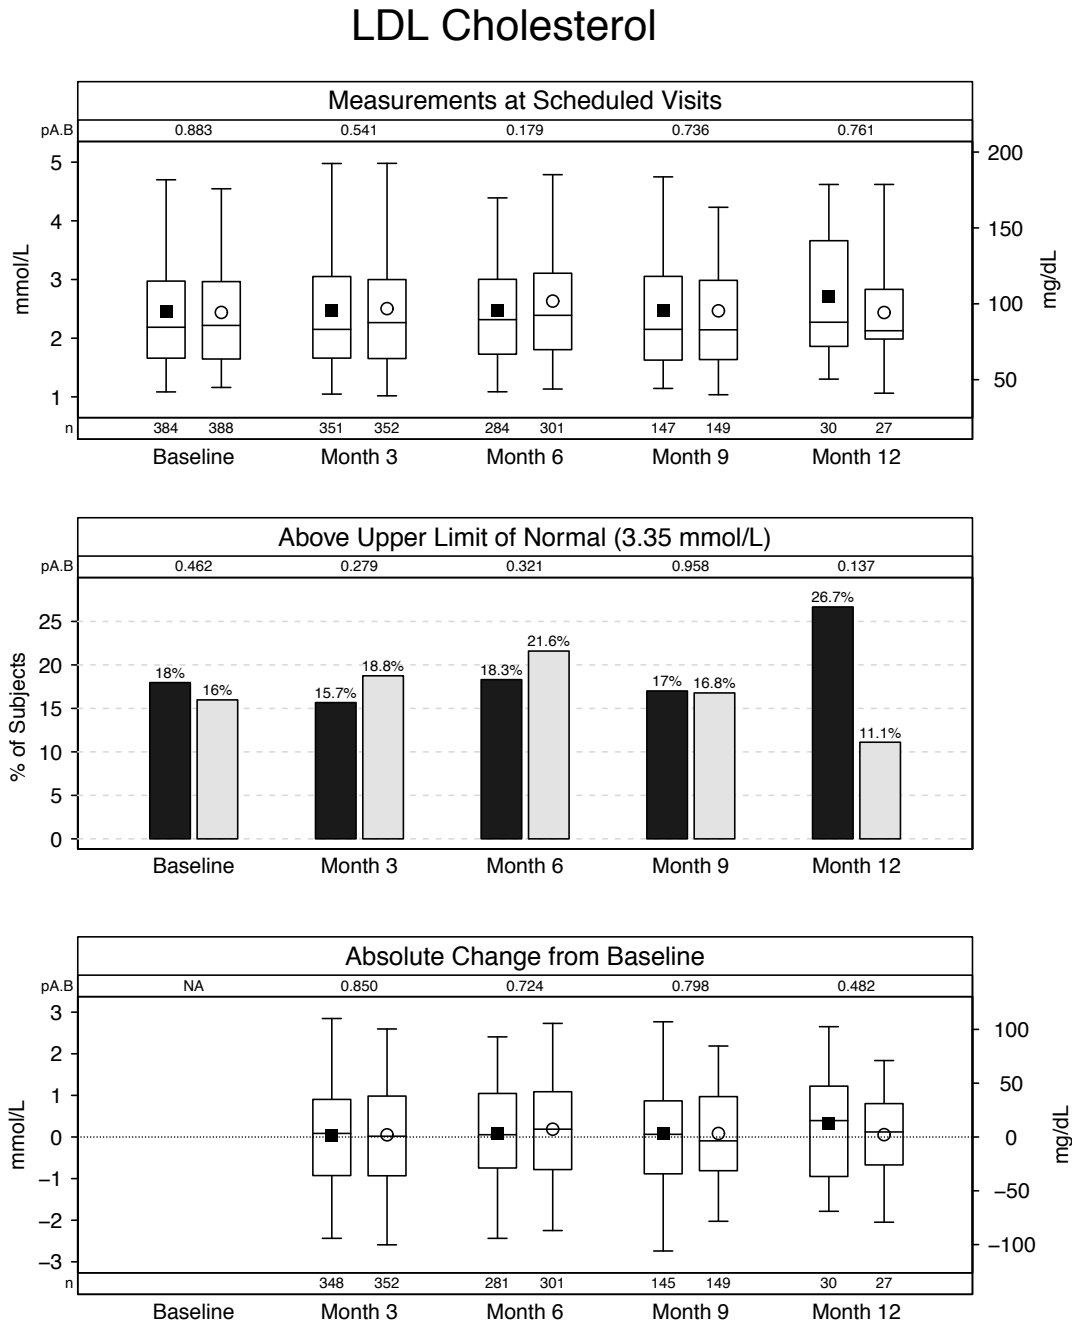 LDL Cholesterol
Measurements at Scheduled Visits
pA.B 0.883 0.541 0.179 0.736 0.761
mmol/L
5
4
3
2
1
200
150
100
50
mg/dL
n 384 388 351 352 284 301 147 149 30 27
Baseline Month 3 Month 6 Month 9 Month 12
Above Upper Limit of Normal (3.35 mmol/L)
pA.B 0.462 0.279 0.321 0.958 0.137
% of Subjects
25
20
15
10
5
0
18% 16% 15.7% 18.8% 18.3% 21.6% 17% 16.8% 26.7% 11.1%
Baseline Month 3 Month 6 Month 9 Month 12
Absolute Change from Baseline
pA.B NA 0.850 0.724 0.798 0.482
mmol/L
3
2
1
0
−1
−2
−3
100
50
0
−50
−100
mg/dL
n 348 352 281 301 145 149 30 27
Baseline Month 3 Month 6 Month 9 Month 12